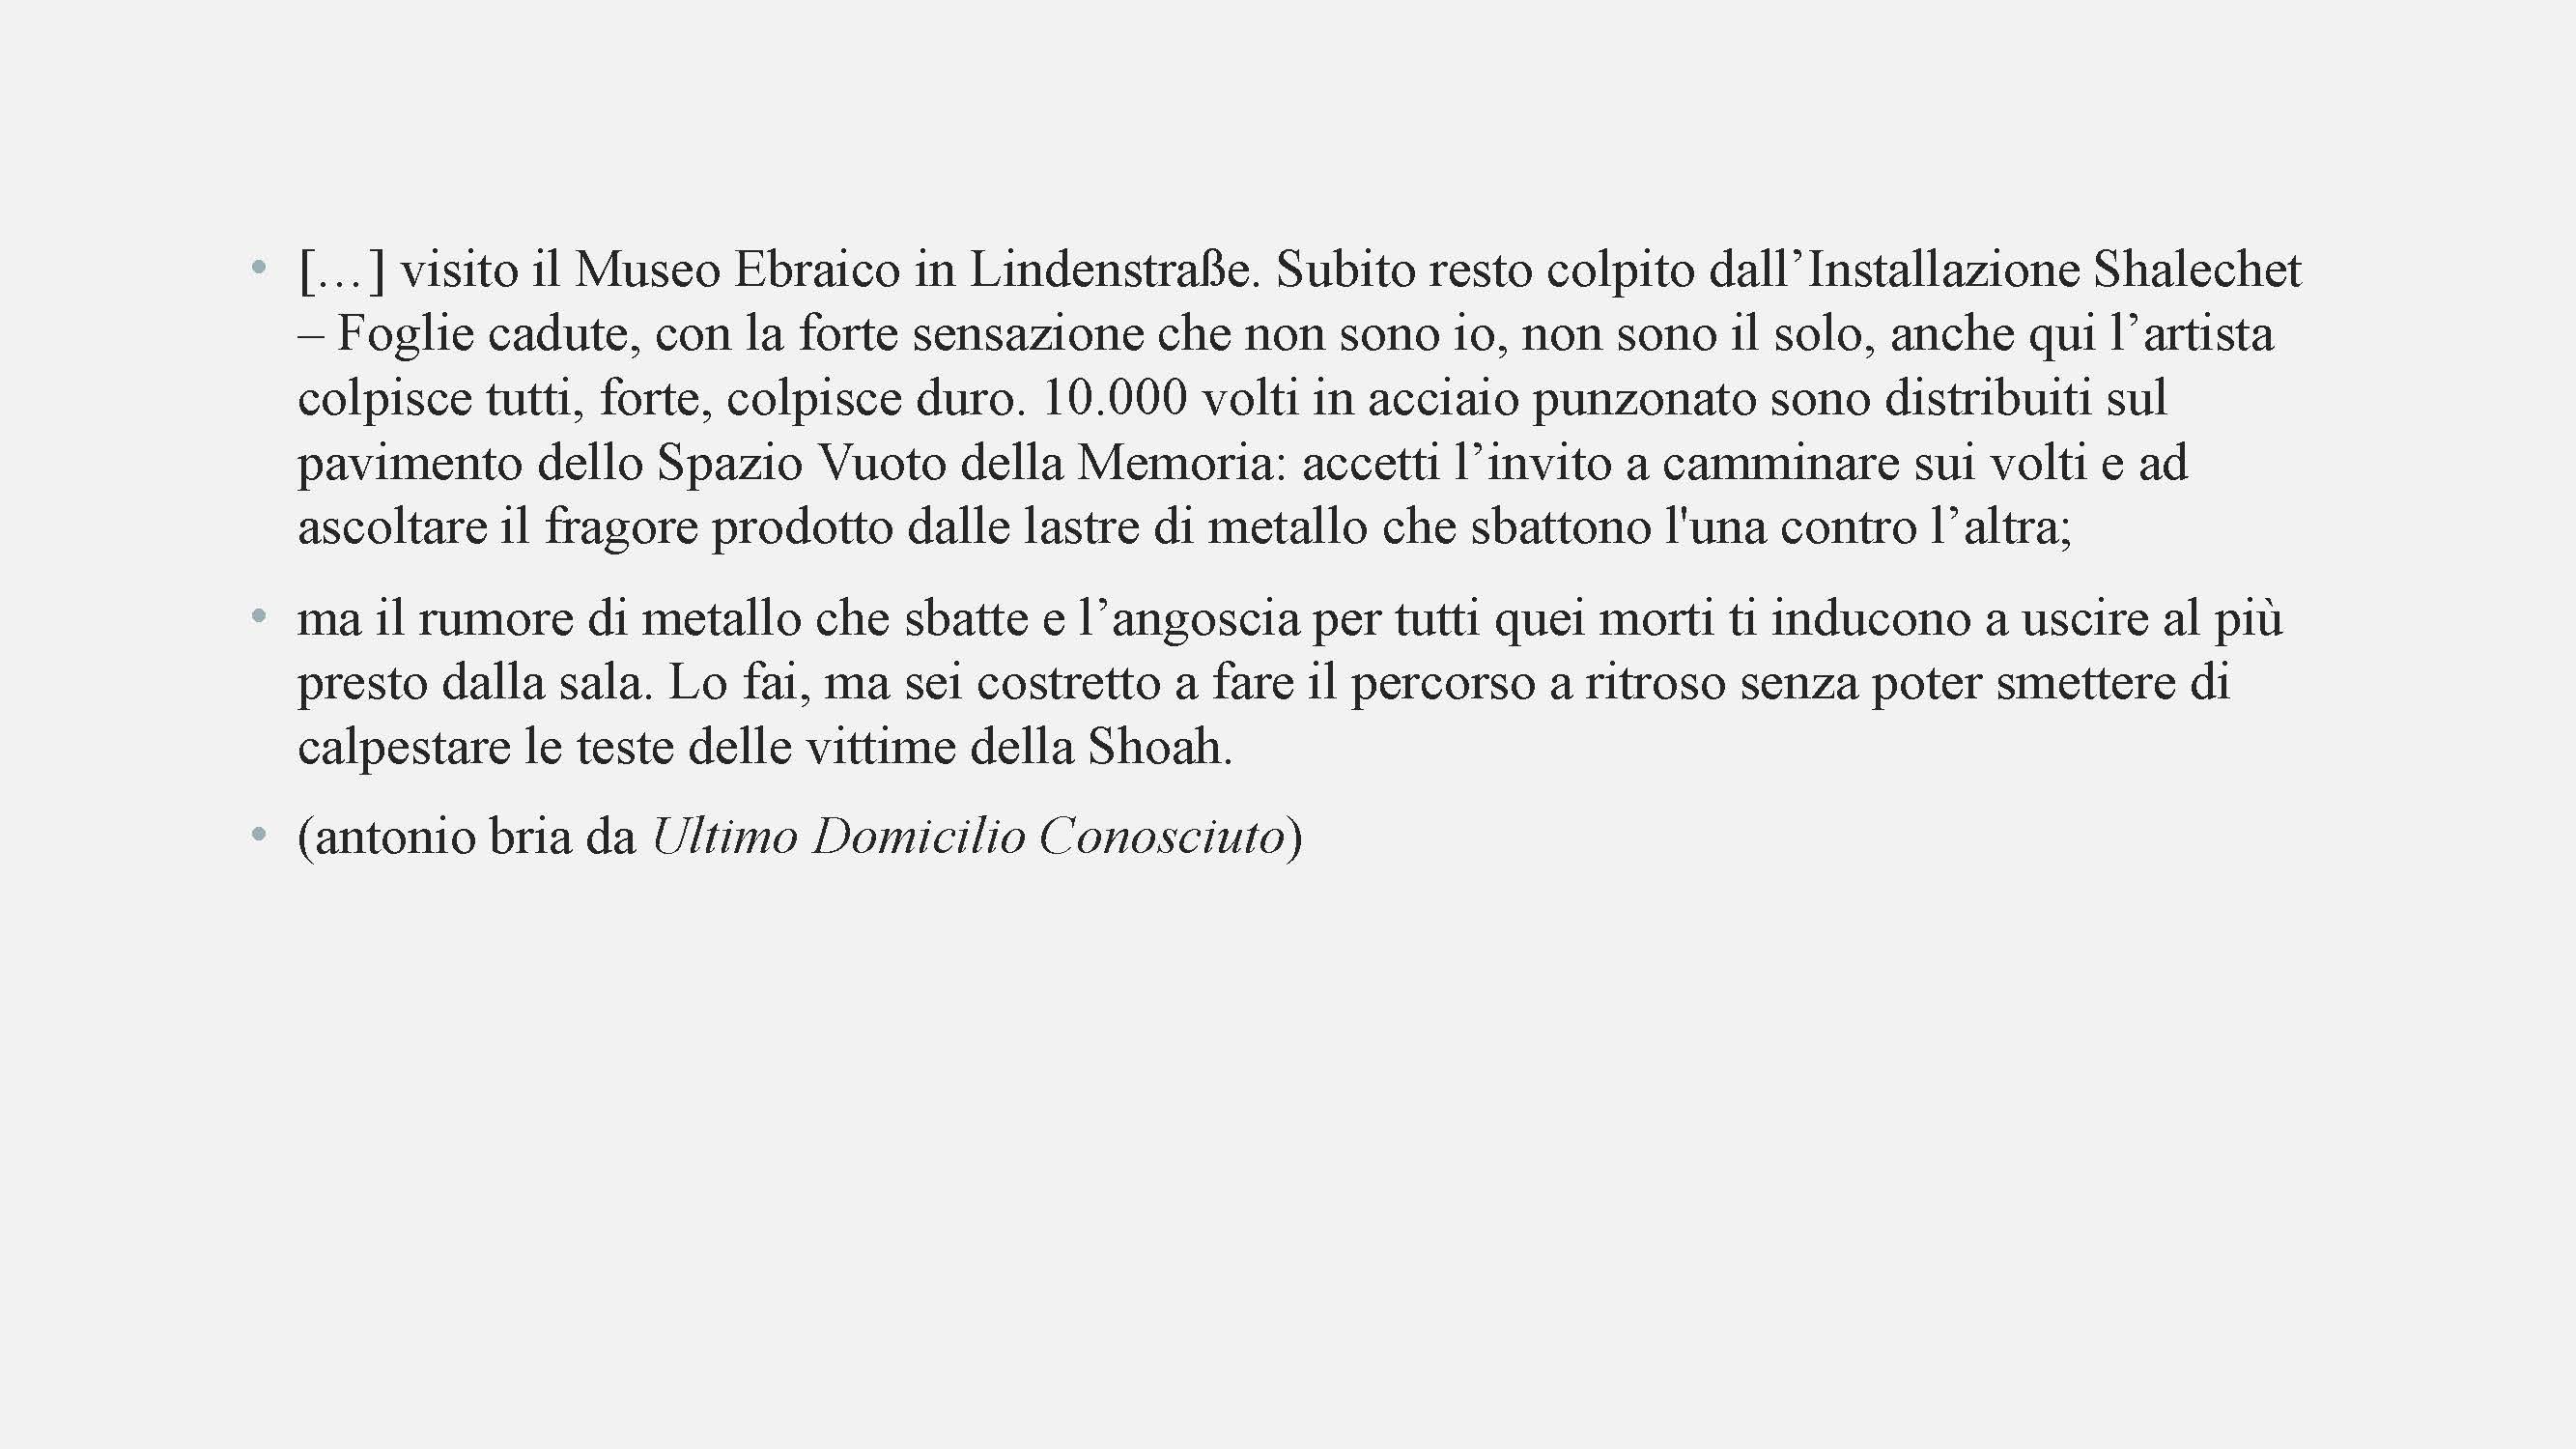 • […] visito il Museo Ebraico in Lindenstraße. Subito resto colpito dall’Installazione Shalechet
– Foglie cadute, con la forte sensazione che non sono io, non sono il solo, anche qui l’artista
colpisce tutti, forte, colpisce duro. 10.000 volti in acciaio punzonato sono distribuiti sul
pavimento dello Spazio Vuoto della Memoria: accetti l’invito a camminare sui volti e ad
ascoltare il fragore prodotto dalle lastre di metallo che sbattono l'una contro l’altra;
• ma il rumore di metallo che sbatte e l’angoscia per tutti quei morti ti inducono a uscire al più
presto dalla sala. Lo fai, ma sei costretto a fare il percorso a ritroso senza poter smettere di
calpestare le teste delle vittime della Shoah.
• (antonio bria da Ultimo Domicilio Conosciuto)